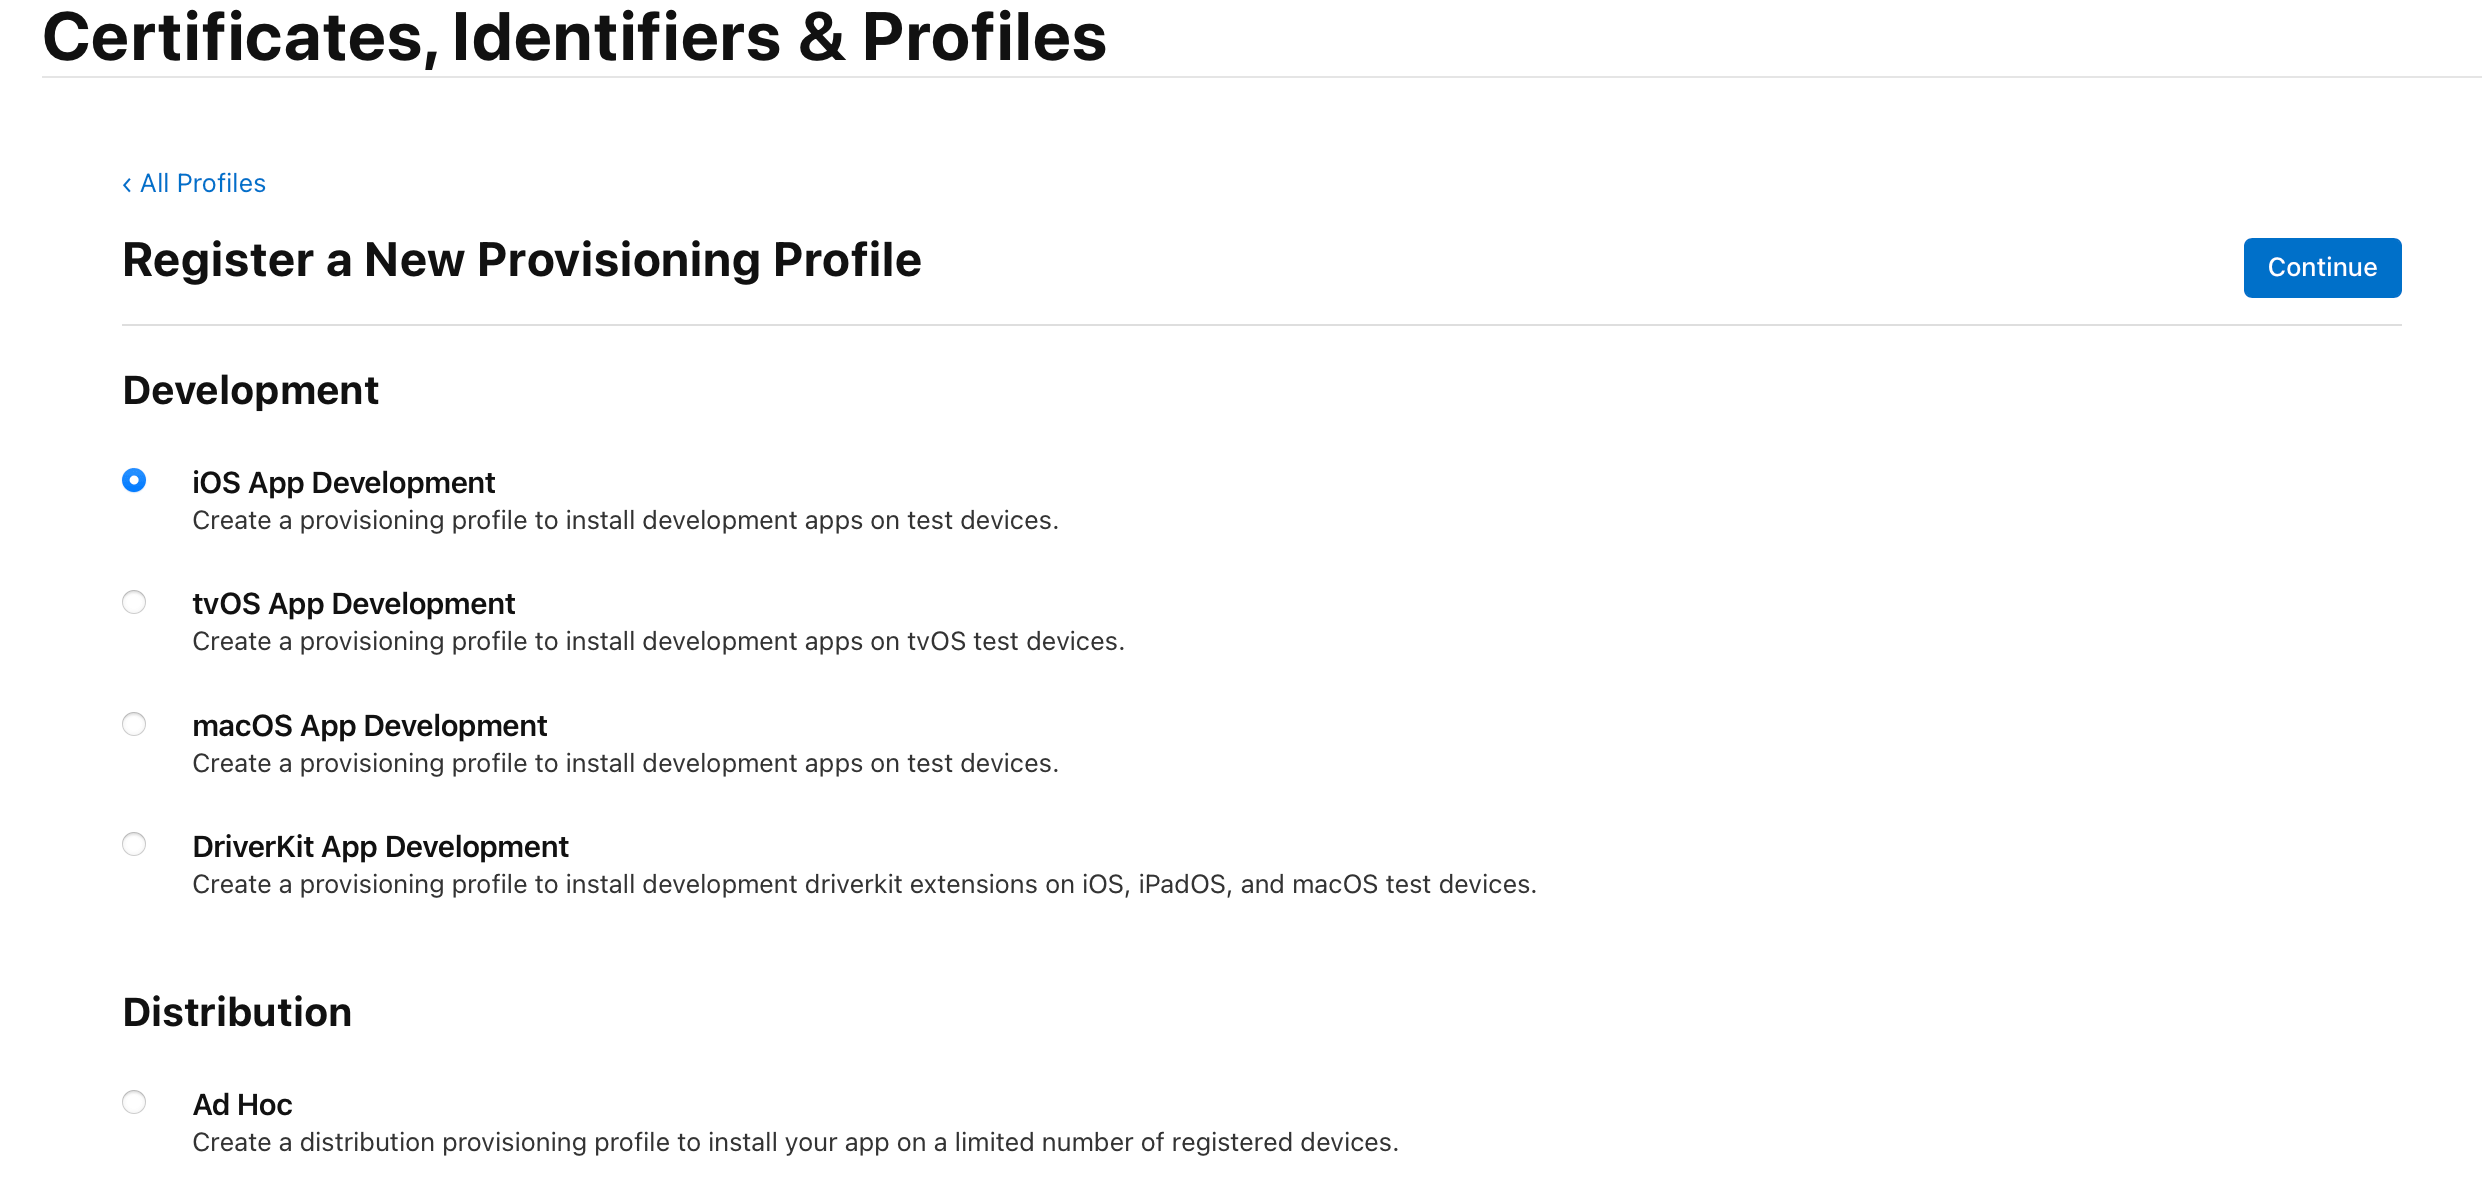 Certificates, Identifiers & Profiles
‹ All Profiles
Register a New Provisioning Profile
Continue
Development
iOS App Development
Create a provisioning profile to install development apps on test devices.
tvOS App Development
Create a provisioning profile to install development apps on tvOS test devices.
macOS App Development
Create a provisioning profile to install development apps on test devices.
DriverKit App Development
Create a provisioning profile to install development driverkit extensions on iOS, iPadOS, and macOS test devices.
Distribution
Ad Hoc
Create a distribution provisioning profile to install your app on a limited number of registered devices.